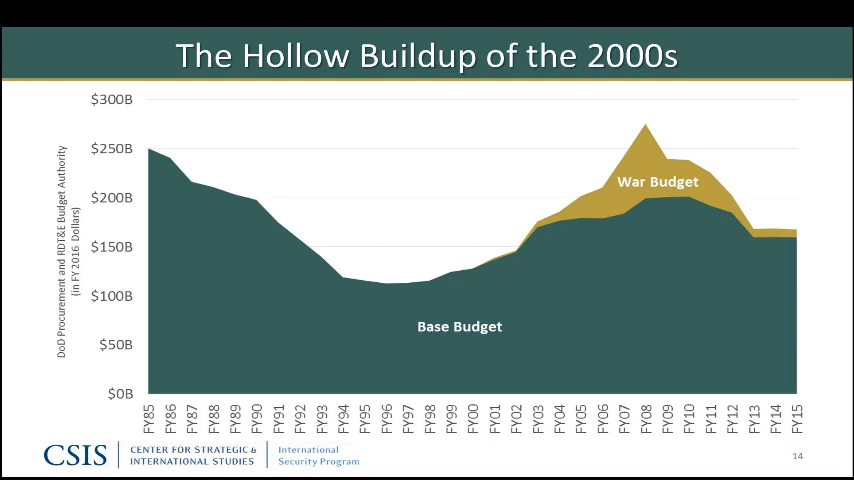 The Hollow Buildup of the 2000s
DoD Procurement and RDT&E Budget Authority
(in FY 2016 Dollars)
$300B
$250B
$200B
$150B
$100B
$50B
$0B
War Budget
Base Budget
FY85
FY86
FY87
FY88
FY89
FY90
FY91
FY92
FY93
FY94
FY95
FY96
FY97
FY98
FY99
FY00
FY01
FY02
FY03
FY04
FY05
FY06
FY07
FY08
FY09
FY10
FY11
FY12
FY13
FY14
FY15
CSIS
CENTER FOR STRATEGIC &
INTERNATIONAL STUDIES
International
Security Program
14